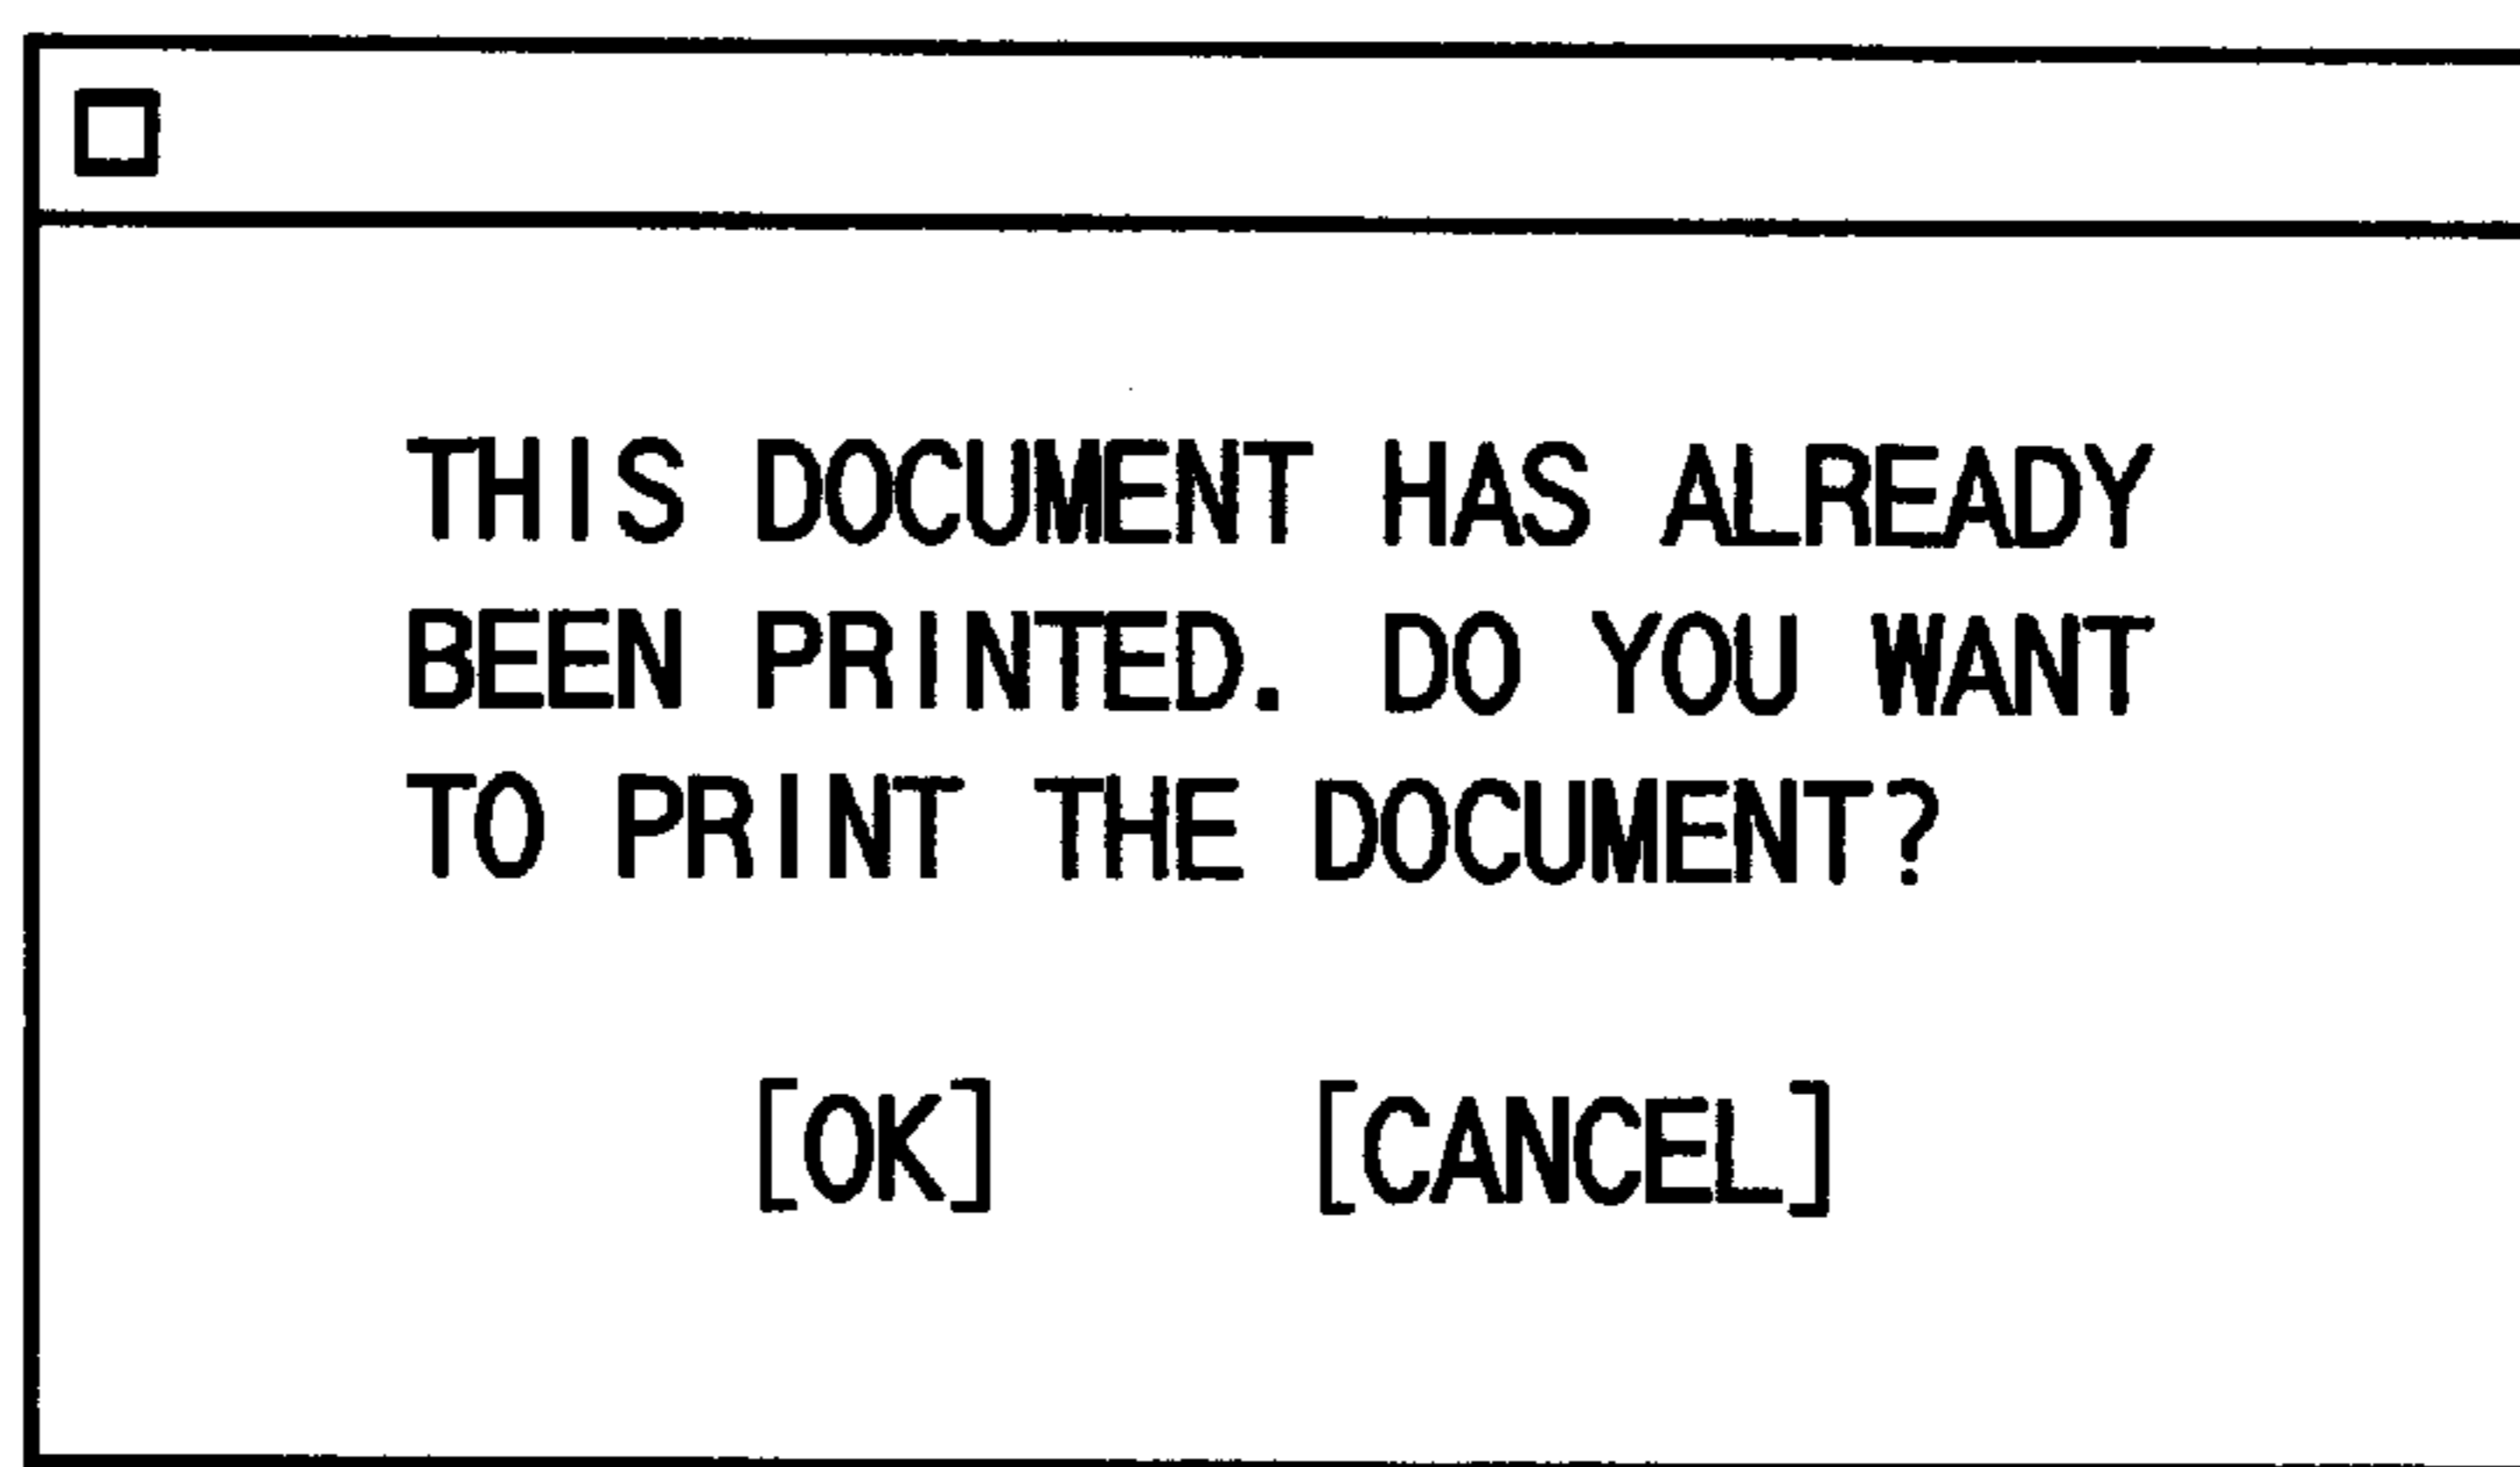 THIS DOCUMENT HAS ALREADY
BEEN PRINTED. DO YOU WANT
TO PRINT THE DOCUMENT?
[OK] [CANCEL]